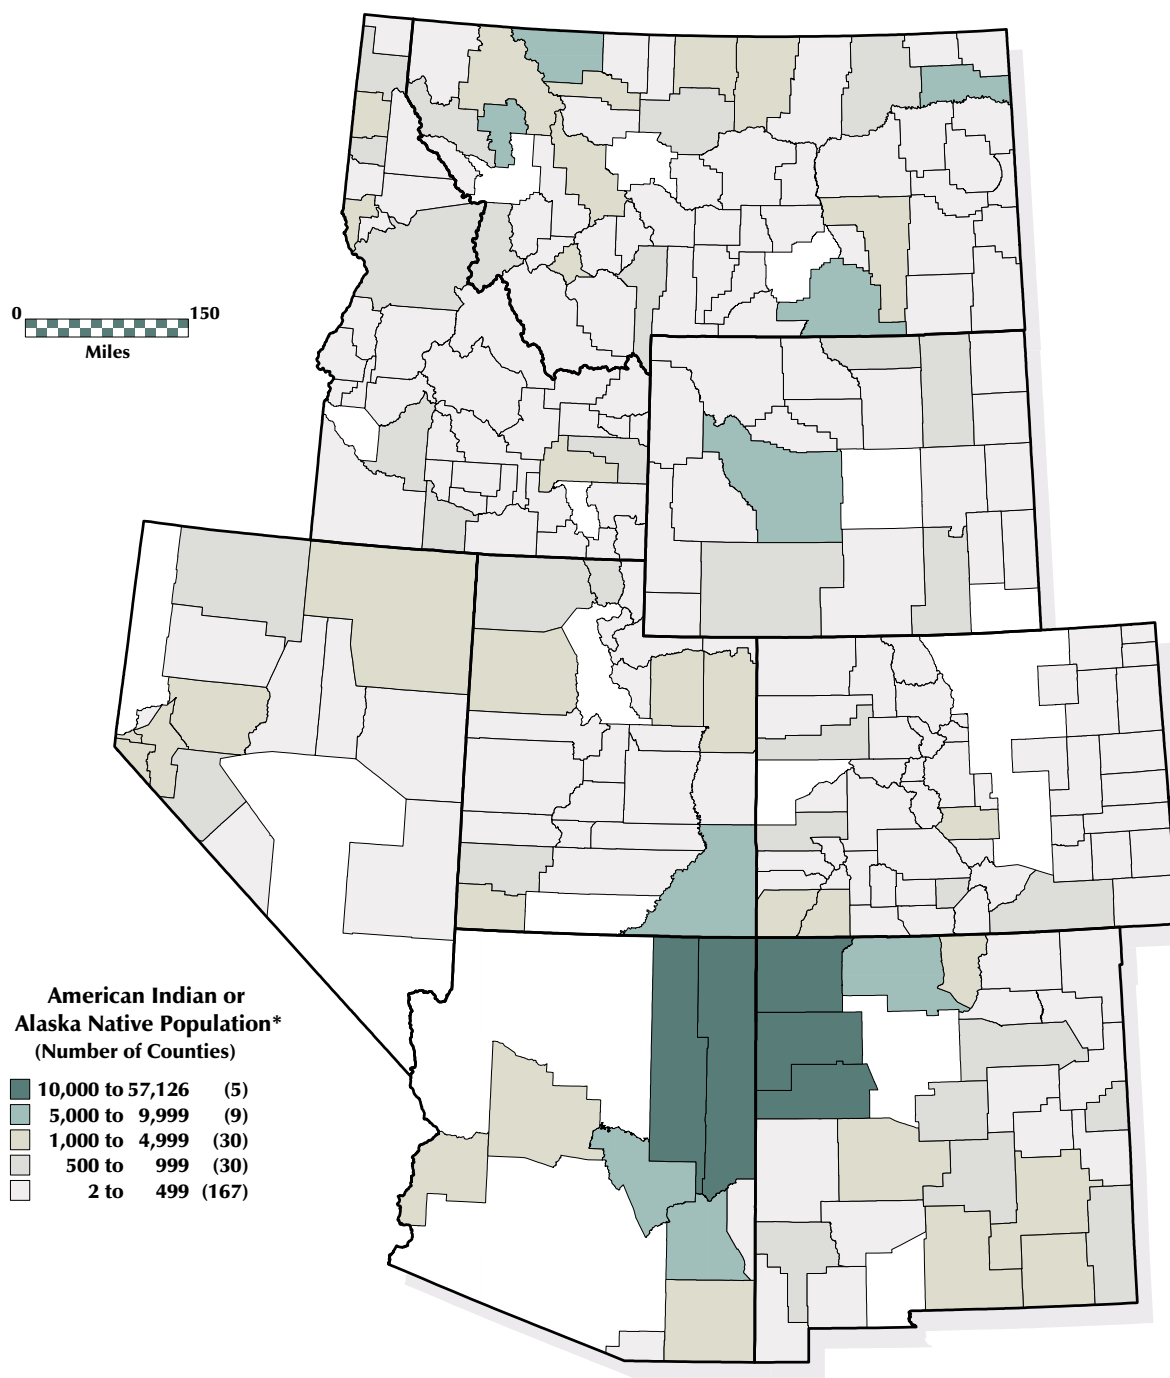 0 150
Miles
American Indian or
Alaska Native Population*
(Number of Counties)
10,000 to 57,126 (5)
5,000 to 9,999 (9)
1,000 to 4,999 (30)
500 to 999 (30)
2 to 499 (167)